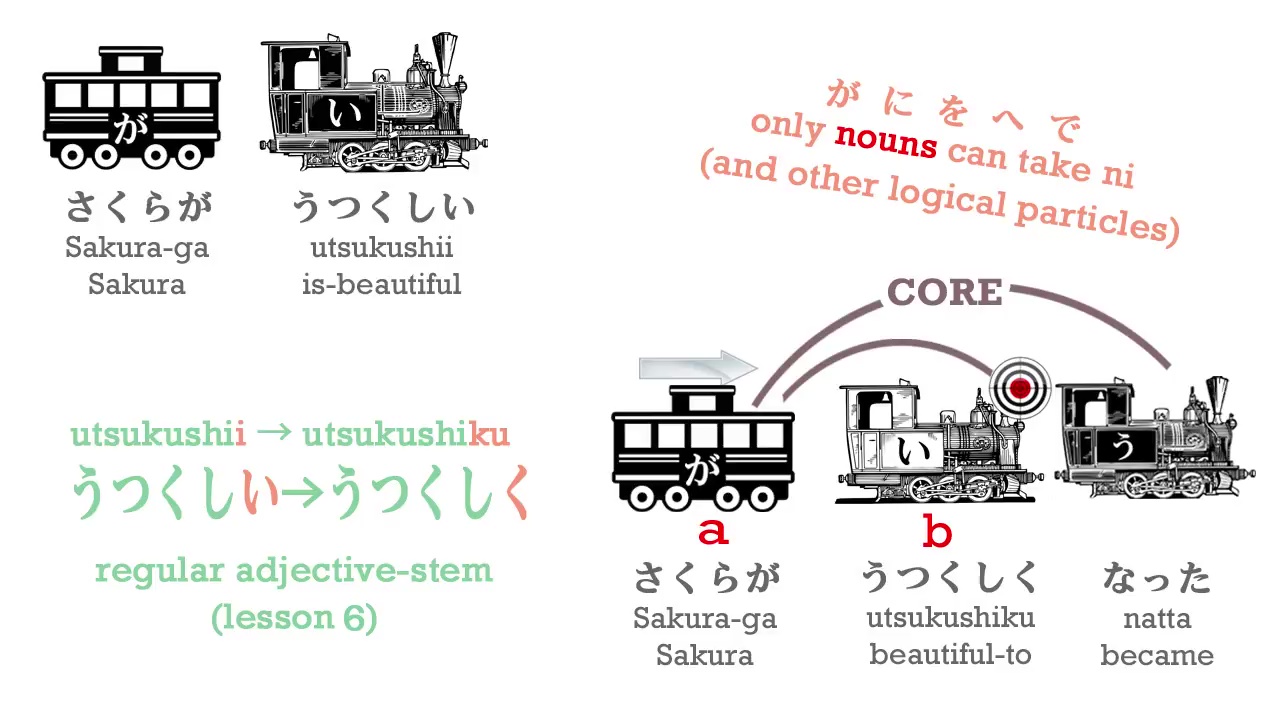 が
い
さくらが
うつくしい
Sakura-ga
utsukushii
Sakura
is-beautiful
が に を へ で
only nouns can take ni
(and other logical particles)
utsukushii → utsukushiku
うつくしい→うつくしく
regular adjective-stem
(lesson 6)
CORE
が
い
う
a
b
さくらが
うつくしく
なった
Sakura-ga
utsukushiku
natta
Sakura
beautiful-to
became